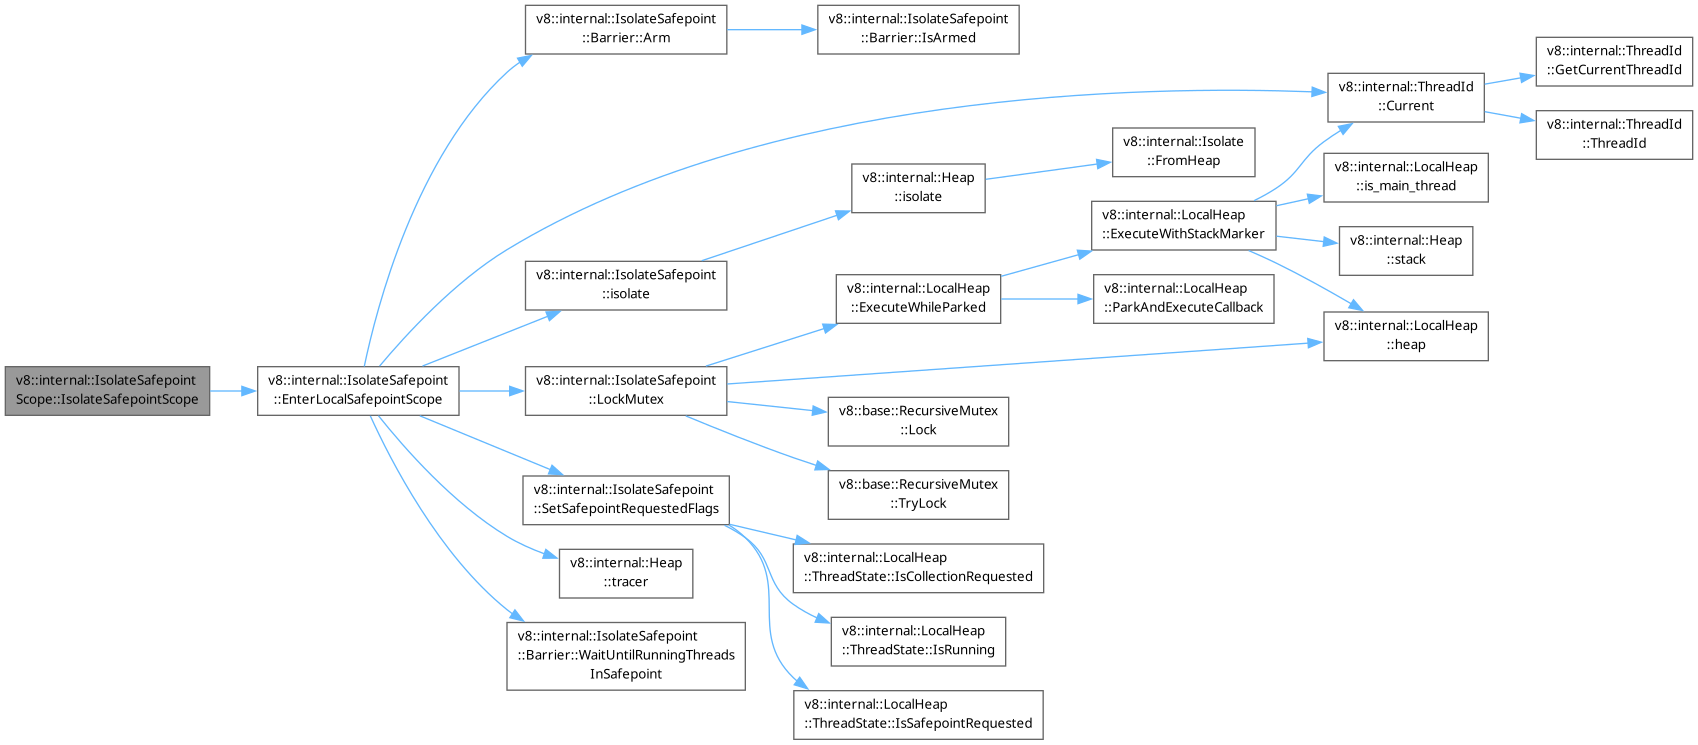 v8::internal::IsolateSafepoint
Scope::IsolateSafepointScope
v8::internal::IsolateSafepoint
::EnterLocalSafepointScope
v8::internal::IsolateSafepoint
::Barrier::Arm
v8::internal::IsolateSafepoint
::Barrier::IsArmed
v8::internal::ThreadId
::Current
v8::internal::ThreadId
::GetCurrentThreadId
v8::internal::ThreadId
::ThreadId
v8::internal::IsolateSafepoint
::isolate
v8::internal::Heap
::isolate
v8::internal::Isolate
::FromHeap
v8::internal::IsolateSafepoint
::LockMutex
v8::internal::LocalHeap
::ExecuteWhileParked
v8::internal::LocalHeap
::ExecuteWithStackMarker
v8::internal::LocalHeap
::is_main_thread
v8::internal::Heap
::stack
v8::internal::LocalHeap
::heap
v8::internal::LocalHeap
::ParkAndExecuteCallback
v8::base::RecursiveMutex
::Lock
v8::base::RecursiveMutex
::TryLock
v8::internal::IsolateSafepoint
::SetSafepointRequestedFlags
v8::internal::LocalHeap
::ThreadState::IsCollectionRequested
v8::internal::LocalHeap
::ThreadState::IsRunning
v8::internal::LocalHeap
::ThreadState::IsSafepointRequested
v8::internal::Heap
::tracer
v8::internal::IsolateSafepoint
::Barrier::WaitUntilRunningThreads
InSafepoint